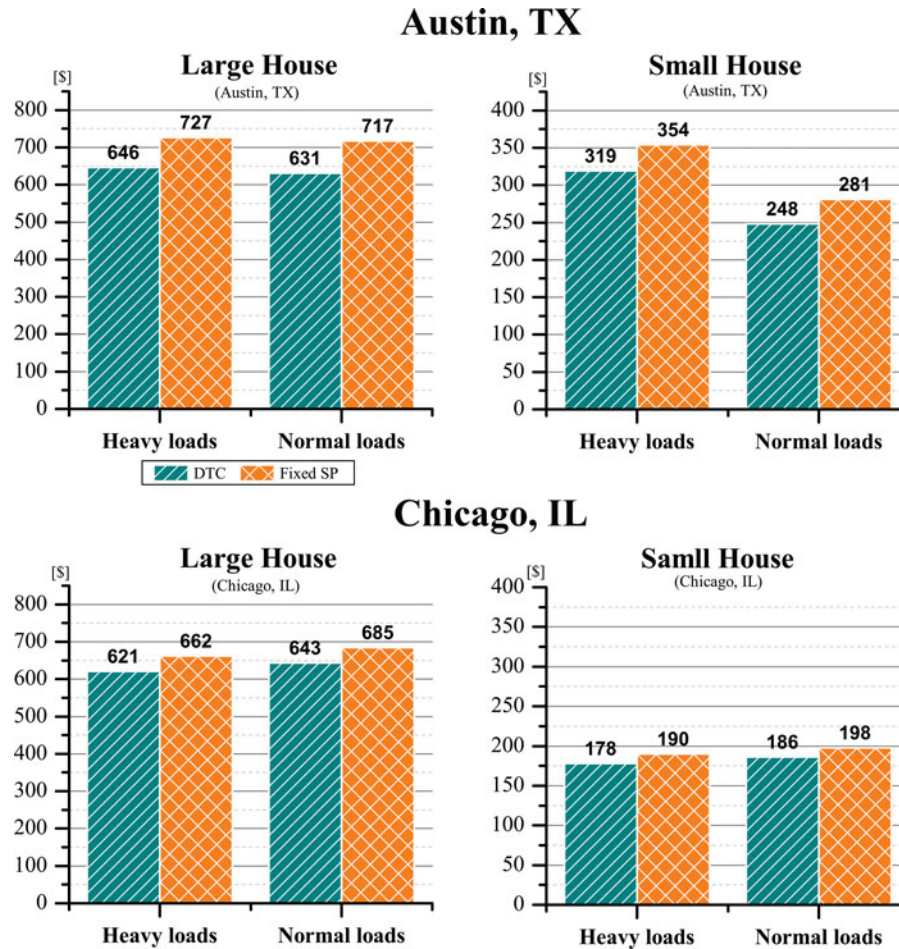 Austin, TX
Large House
(Austin, TX)
[$]
800
700
600
500
400
300
200
100
0
646
727
631
717
Heavy loads
Normal loads
DTC
Fixed SP
Small House
(Austin, TX)
[$]
400
350
300
250
200
150
100
50
0
319
354
248
281
Heavy loads
Normal loads
Chicago, IL
Large House
(Chicago, IL)
[$]
800
700
600
500
400
300
200
100
0
621
662
643
685
Heavy loads
Normal loads
Samll House
(Chicago, IL)
[$]
400
350
300
250
200
150
100
50
0
178
190
186
198
Heavy loads
Normal loads